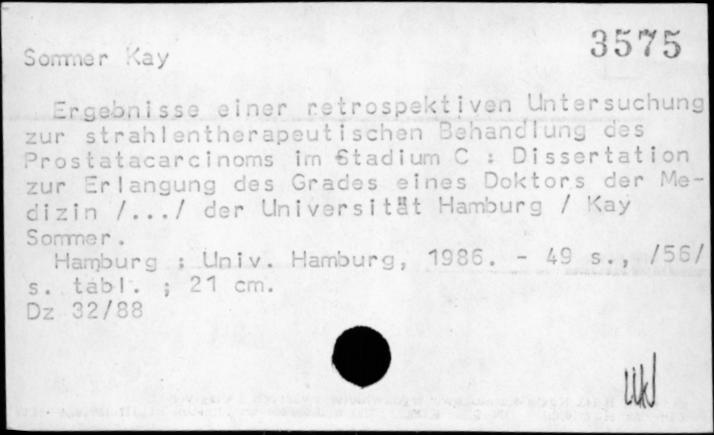 3575
Sommer Kay
Ergebnisse einer retrospektiven Untersuchung
zur strahlentherapeutischen Behandlung des
Prostatacarcinoms im Stadium C : Dissertation
zur Erlangung des Grades eines Doktors der Me-
dizin /.../ der Universität Hamburg / Kay
Sommer.
Hamburg : Univ. Hamburg, 1986. - 49 s., /56/
s. tabl. ; 21 cm.
Dz 32/88